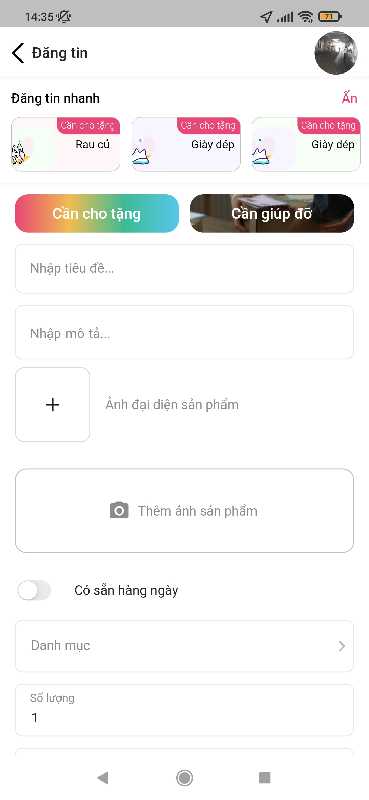 14:35
71
Đăng tin
Đăng tin nhanh
Ẩn
Cần cho tặng
Rau củ
Cần cho tặng
Giày dép
Cần cho tặng
Giày dép
Cần cho tặng
Cần giúp đỡ
Nhập tiêu đề...
Nhập mô tả...
Ảnh đại diện sản phẩm
Thêm ảnh sản phẩm
Có sẵn hàng ngày
Danh mục
Số lượng
1